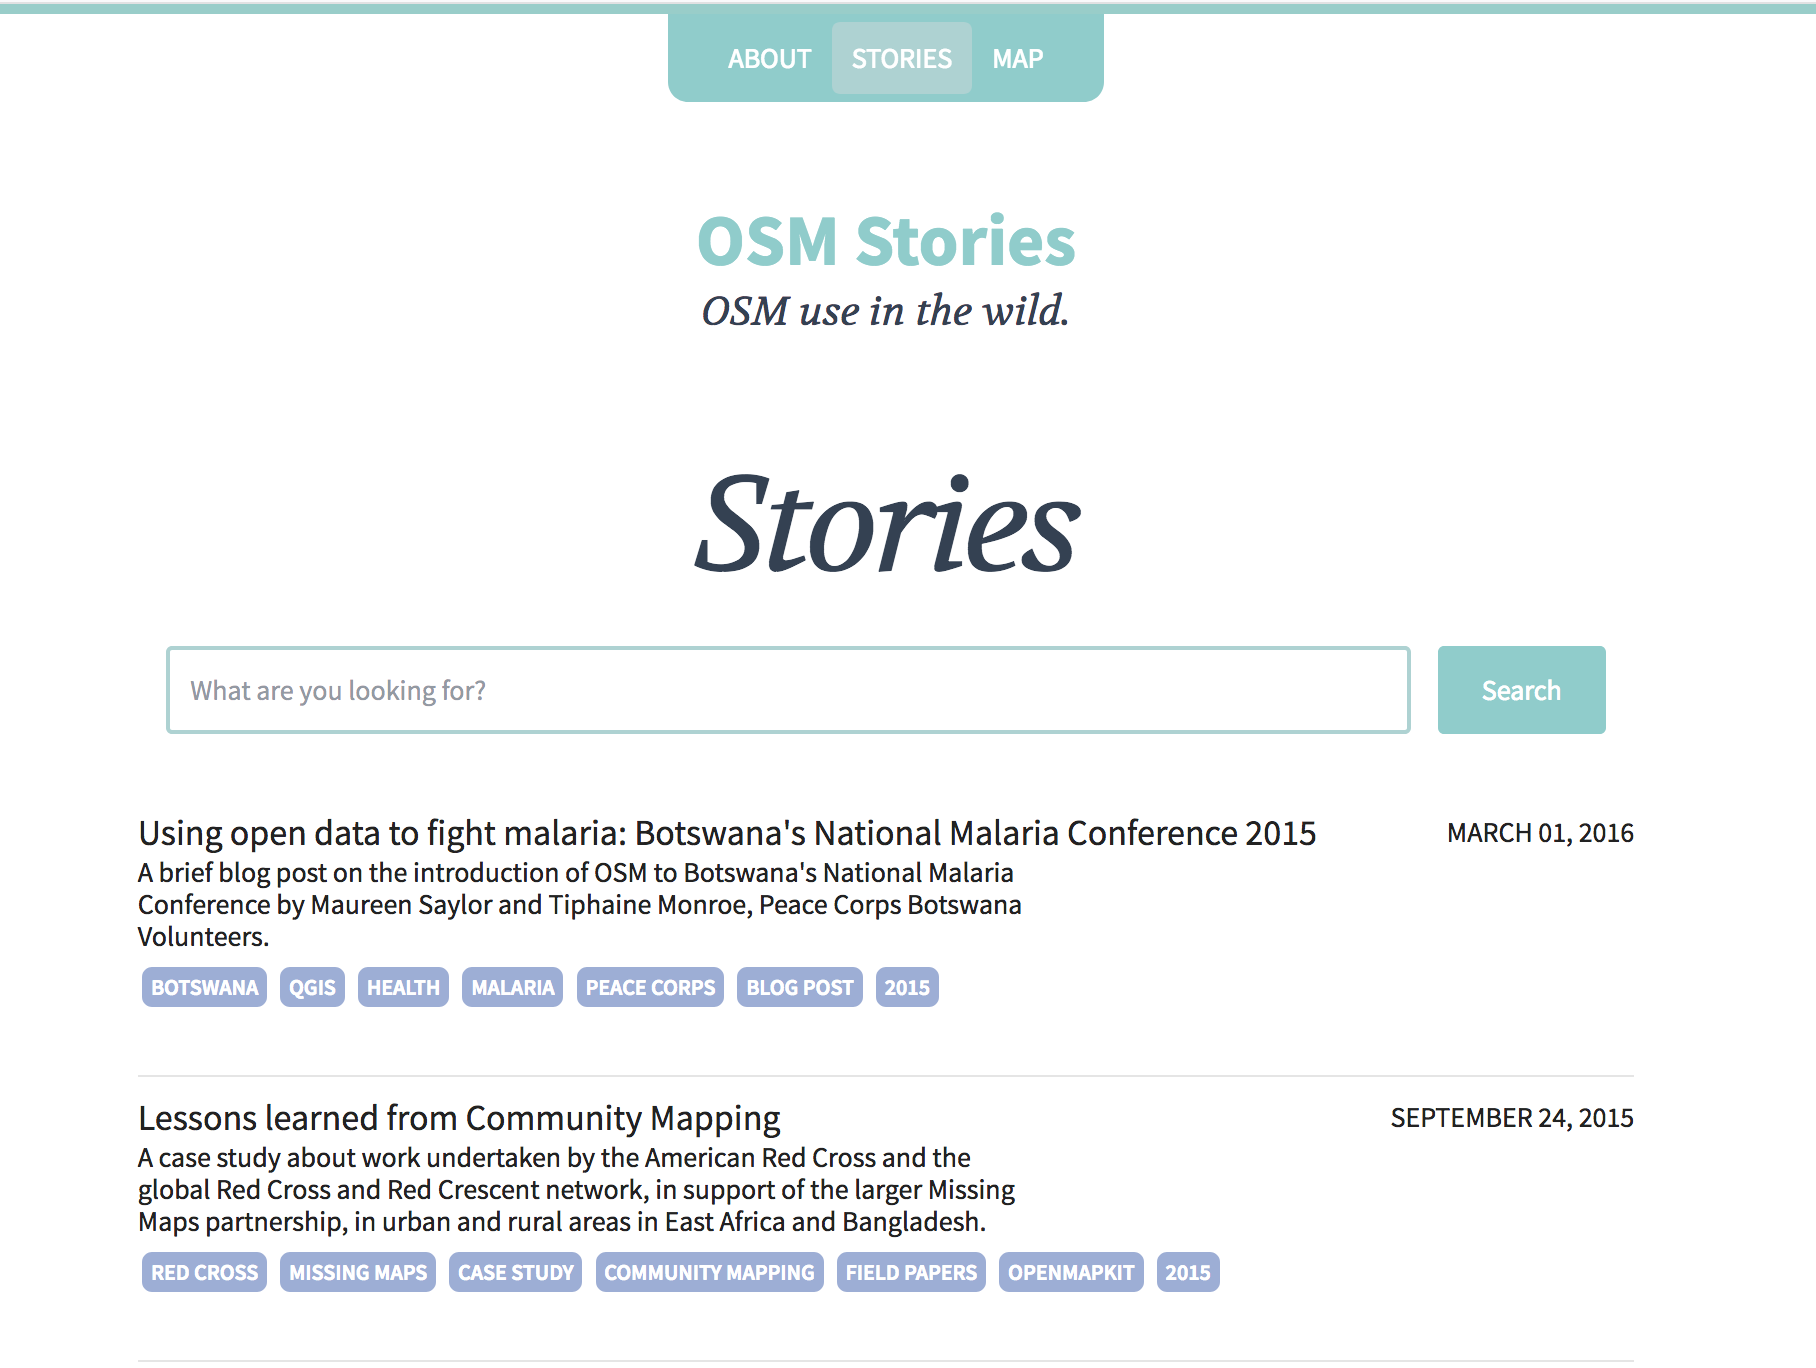 ABOUT STORIES MAP
OSM Stories
OSM use in the wild.
Stories
What are you looking for? Search
Using open data to fight malaria: Botswana's National Malaria Conference 2015 MARCH 01, 2016
A brief blog post on the introduction of OSM to Botswana's National Malaria
Conference by Maureen Saylor and Tiphaine Monroe, Peace Corps Botswana
Volunteers.
BOTSWANA QGIS HEALTH MALARIA PEACE CORPS BLOG POST 2015
Lessons learned from Community Mapping SEPTEMBER 24, 2015
A case study about work undertaken by the American Red Cross and the
global Red Cross and Red Crescent network, in support of the larger Missing
Maps partnership, in urban and rural areas in East Africa and Bangladesh.
RED CROSS MISSING MAPS CASE STUDY COMMUNITY MAPPING FIELD PAPERS OPENMAPKIT 2015